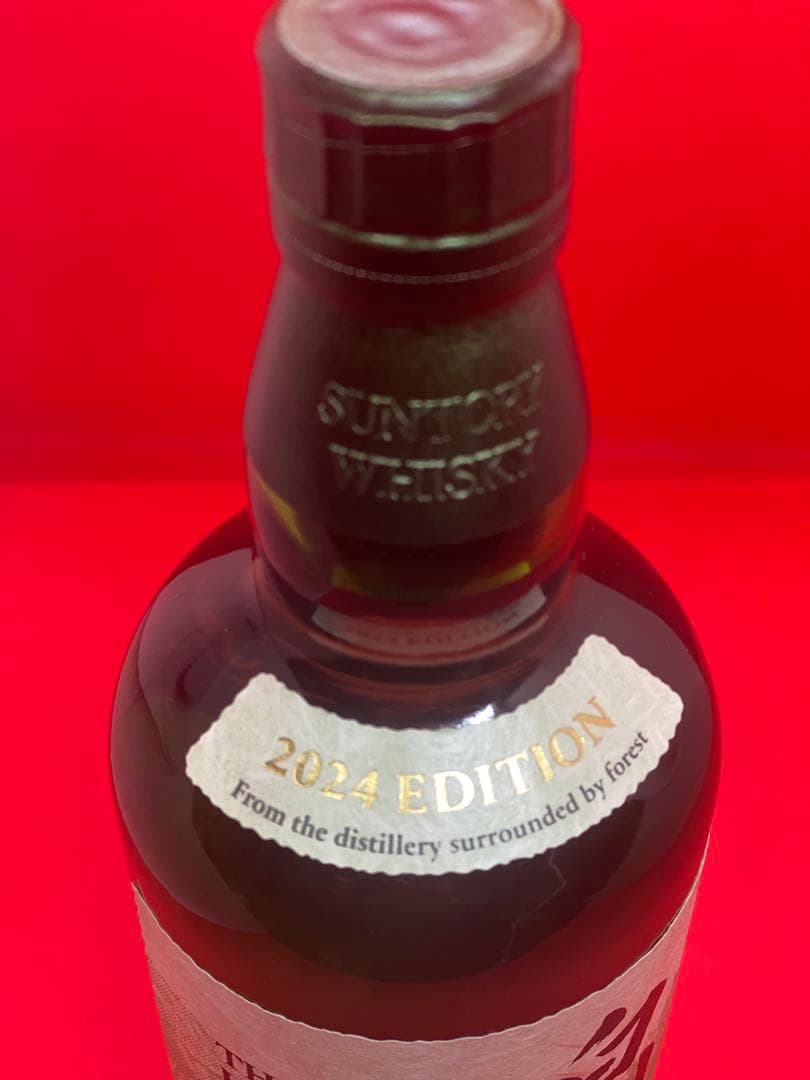 SUNTORY
WHISKY
2024 EDITION
From the distillery surrounded by forest